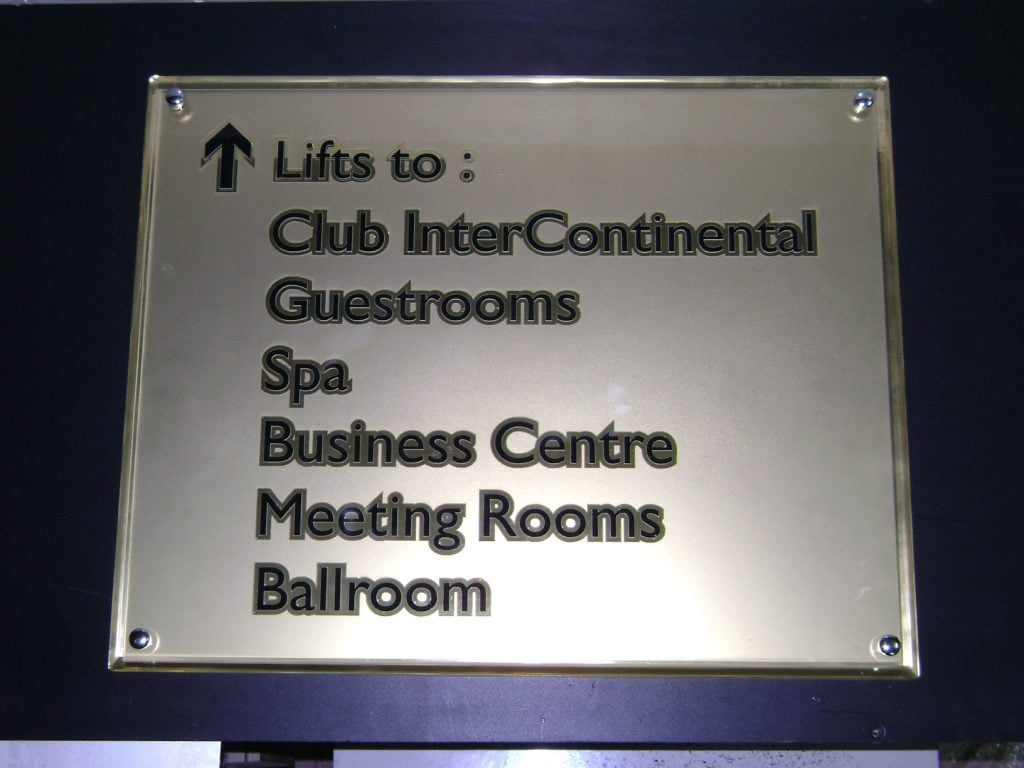 Lifts to :
Club InterContinental
Guestrooms
Spa
Business Centre
Meeting Rooms
Ballroom